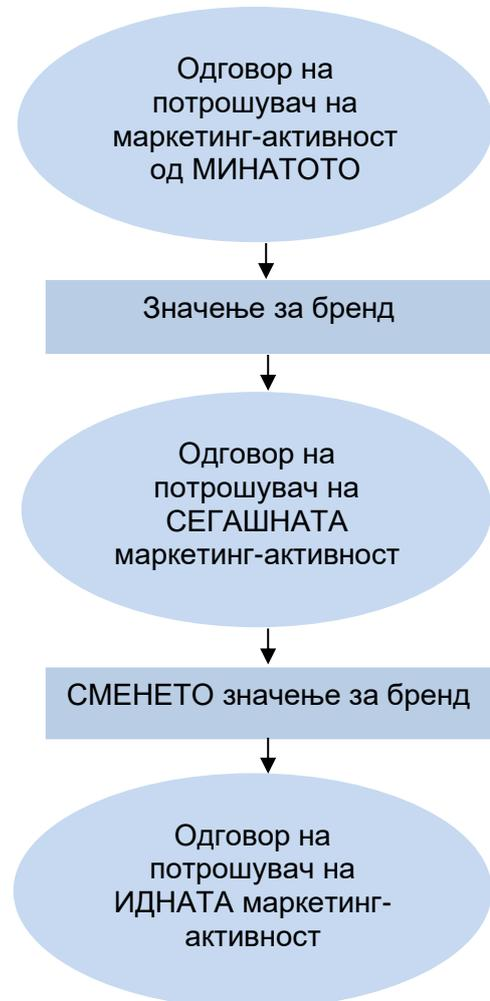 Одговор на
потрошувач на
маркетинг-активност
од МИНАТОТО
Значење за бренд
Одговор на
потрошувач на
СЕГАШНАТА
маркетинг-активност
СМЕНЕТО значење за бренд
Одговор на
потрошувач на
ИДНАТА маркетинг-
активност